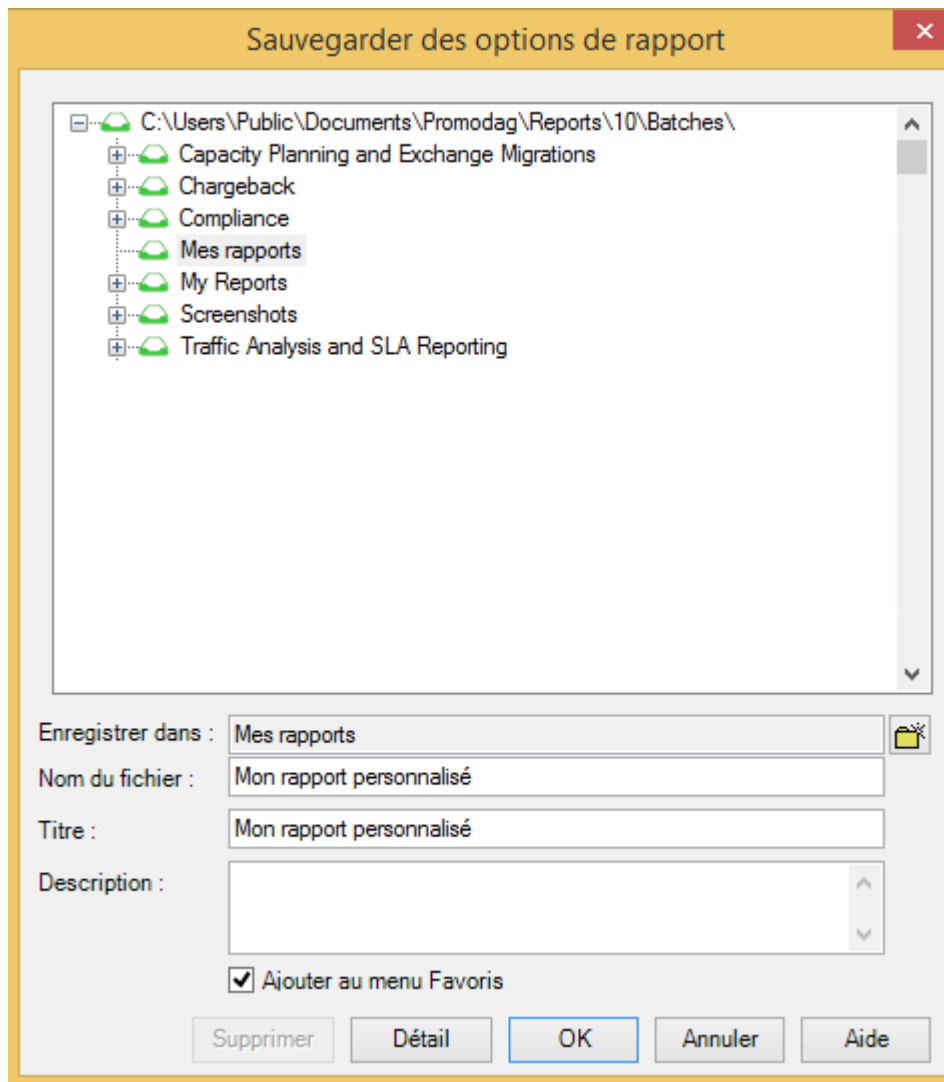 Sauvegarder des options de rapport
C:\Users\Public\Documents\Promodag\Reports\10\Batches\
Capacity Planning and Exchange Migrations
Chargeback
Compliance
Mes rapports
My Reports
Screenshots
Traffic Analysis and SLA Reporting
Enregistrer dans : Mes rapports
Nom du fichier : Mon rapport personnalisé
Titre : Mon rapport personnalisé
Description :
Ajouter au menu Favoris
Supprimer Détail OK Annuler Aide